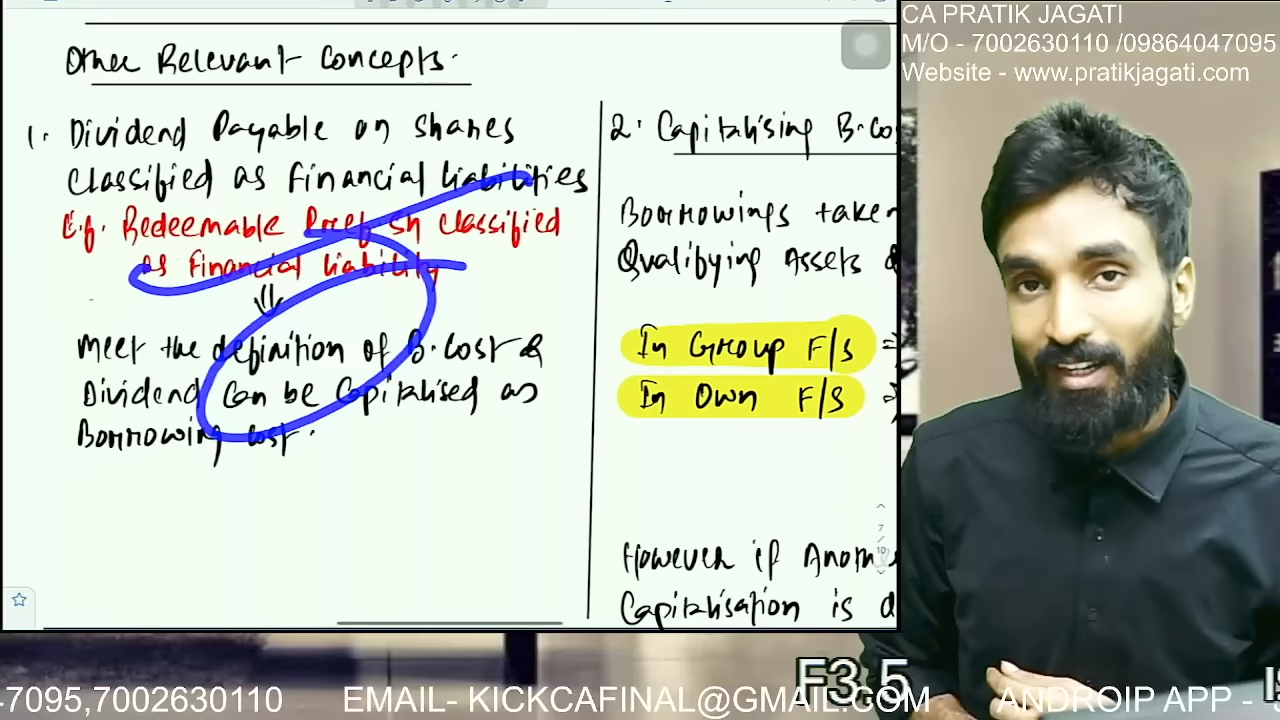 Other Relevant Concepts.
1. Dividend Payable on shares
classified as financial liabilities
E.g. Redeemable Pref sh classified
as financial liability
Meet the definition of B.Cost &
Dividend can be Capitalised as
Borrowing cost.
2. Capitalising B.Co
Borrowings taken
Qualifying Assets &
In Group F/S =>
In Own F/S =>
However if
Capitalisation is d
7
/
10
CA PRATIK JAGATI
M/O - 7002630110 /09864047095
Website - www.pratikjagati.com
F3.5
-7095,7002630110 EMAIL- KICKCAFINAL@GMAIL.COM ANDROIP APP -